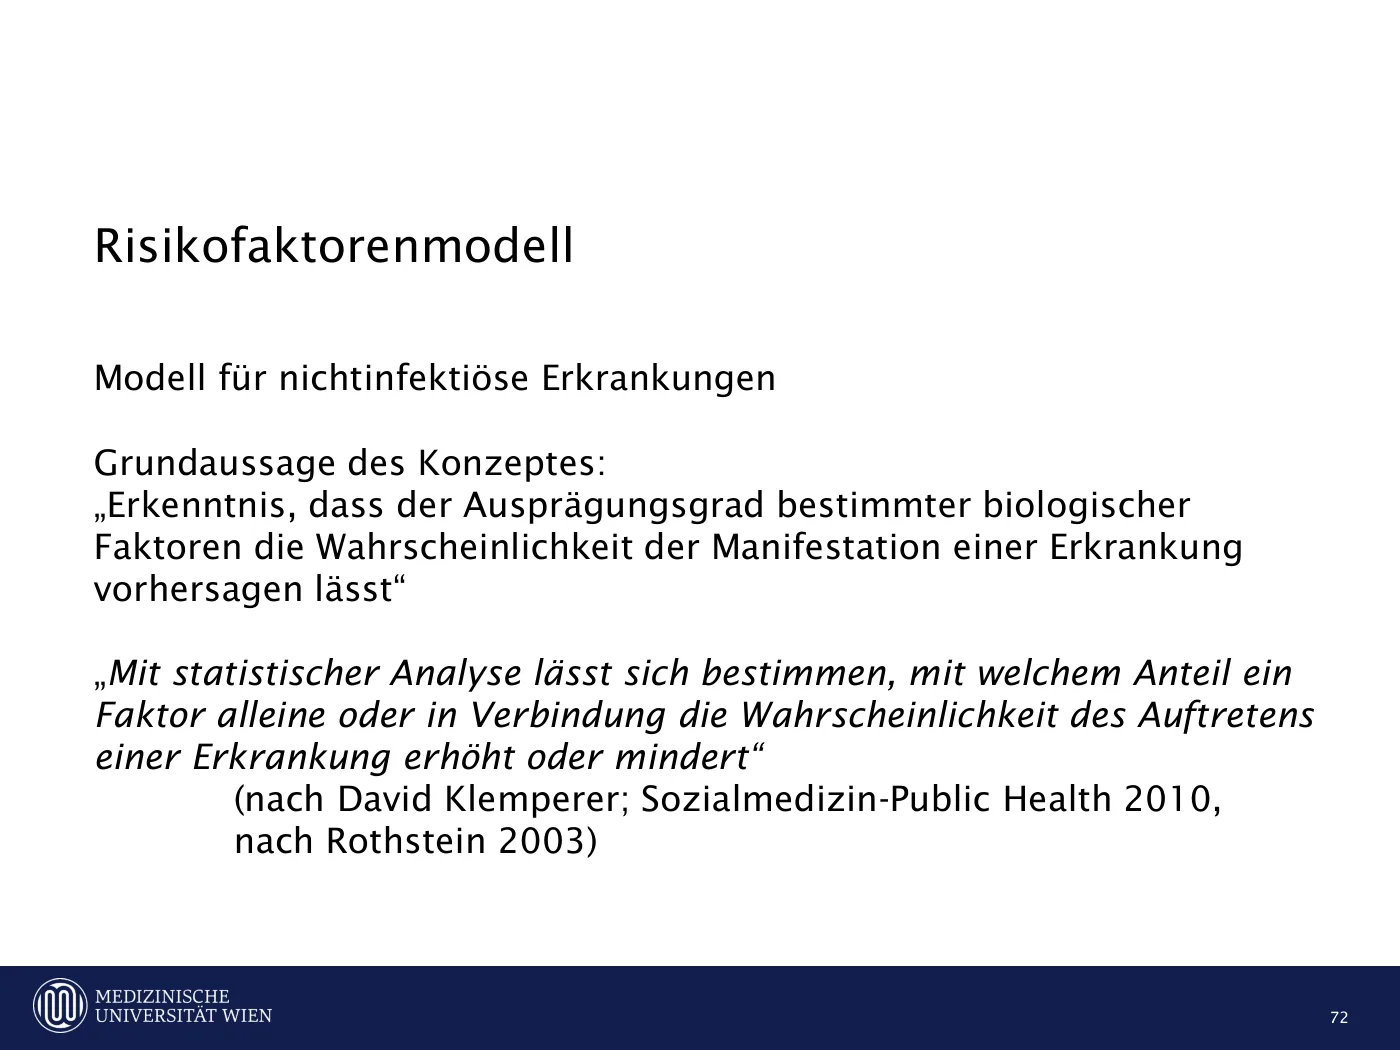 Risikofaktorenmodell
Modell für nichtinfektiöse Erkrankungen
Grundaussage des Konzeptes:
„Erkenntnis, dass der Ausprägungsgrad bestimmter biologischer
Faktoren die Wahrscheinlichkeit der Manifestation einer Erkrankung
vorhersagen lässt“
„Mit statistischer Analyse lässt sich bestimmen, mit welchem Anteil ein
Faktor alleine oder in Verbindung die Wahrscheinlichkeit des Auftretens
einer Erkrankung erhöht oder mindert“
(nach David Klemperer; Sozialmedizin-Public Health 2010,
nach Rothstein 2003)
MEDIZINISCHE
UNIVERSITÄT WIEN
72